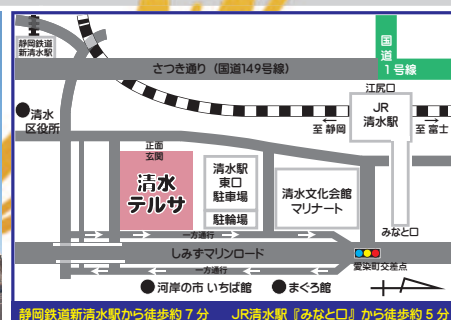 静岡鉄道
新清水駅
さつき通り（国道149号線）
国道
1号線
江尻口
JR
清水駅
清水
区役所
至 静岡
至 富士
正面
玄関
清水
テルサ
清水駅
東口
駐車場
駐輪場
清水文化会館
マリナート
みなと口
一方通行
しみずマリンロード
一方通行
愛染町交差点
河岸の市 いちば館
まぐろ館
静岡鉄道新清水駅から徒歩約7分
JR清水駅『みなと口』から徒歩約5分